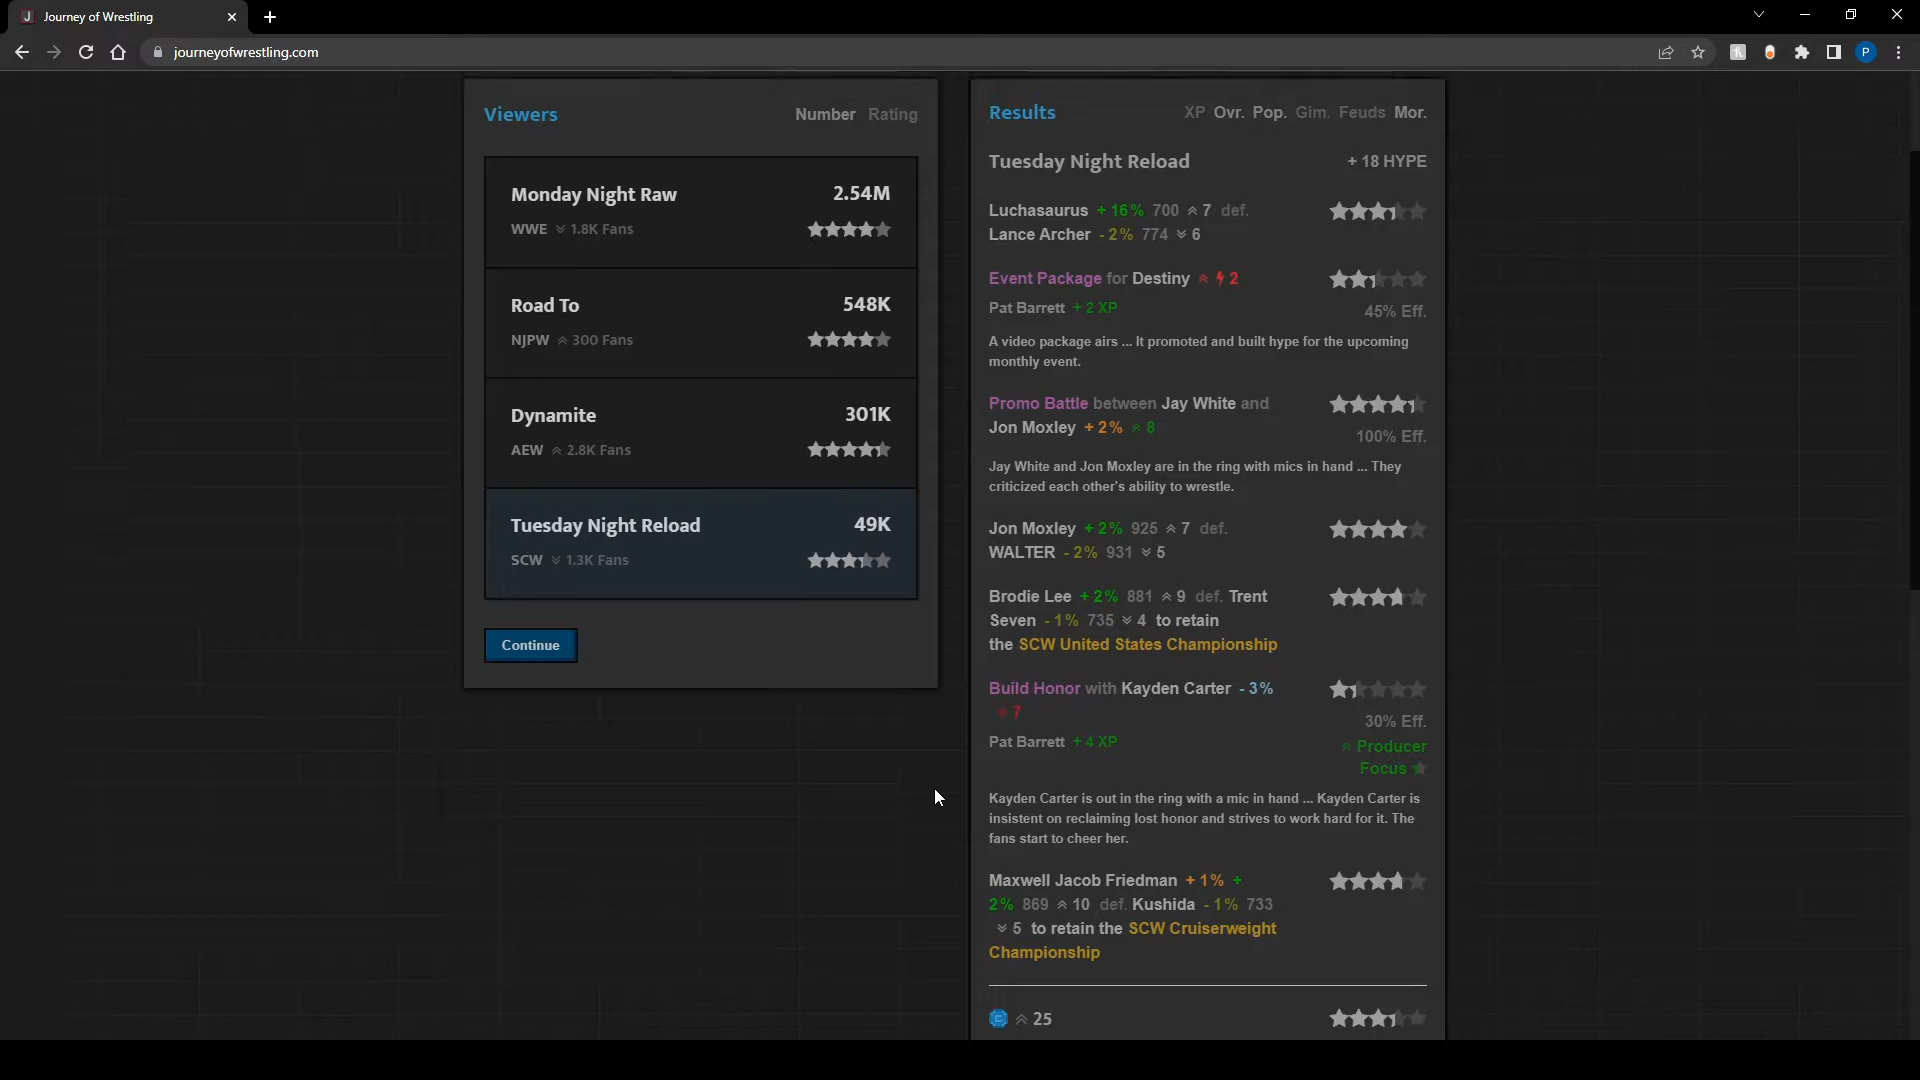 Journey of Wrestling
journeyofwrestling.com
P
Viewers Number Rating
Monday Night Raw 2.54M
WWE 1.8K Fans
Road To 548K
NJPW 300 Fans
Dynamite 301K
AEW 2.8K Fans
Tuesday Night Reload 49K
SCW 1.3K Fans
Continue
Results XP Ovr. Pop. Gim. Feuds Mor.
Tuesday Night Reload + 18 HYPE
Luchasaurus + 16% 700 7 def.
Lance Archer - 2% 774 6
Event Package for Destiny 2
Pat Barrett + 2 XP 45% Eff.
A video package airs ... It promoted and built hype for the upcoming
monthly event.
Promo Battle between Jay White and
Jon Moxley + 2% 8
100% Eff.
Jay White and Jon Moxley are in the ring with mics in hand ... They
criticized each other's ability to wrestle.
Jon Moxley + 2% 925 7 def.
WALTER - 2% 931 5
Brodie Lee + 2% 881 9 def. Trent
Seven - 1% 735 4 to retain
the SCW United States Championship
Build Honor with Kayden Carter - 3%
7
30% Eff.
Pat Barrett + 4 XP Producer
Focus
Kayden Carter is out in the ring with a mic in hand ... Kayden Carter is
insistent on reclaiming lost honor and strives to work hard for it. The
fans start to cheer her.
Maxwell Jacob Friedman + 1% +
2% 869 10 def. Kushida - 1% 733
5 to retain the SCW Cruiserweight
Championship
25